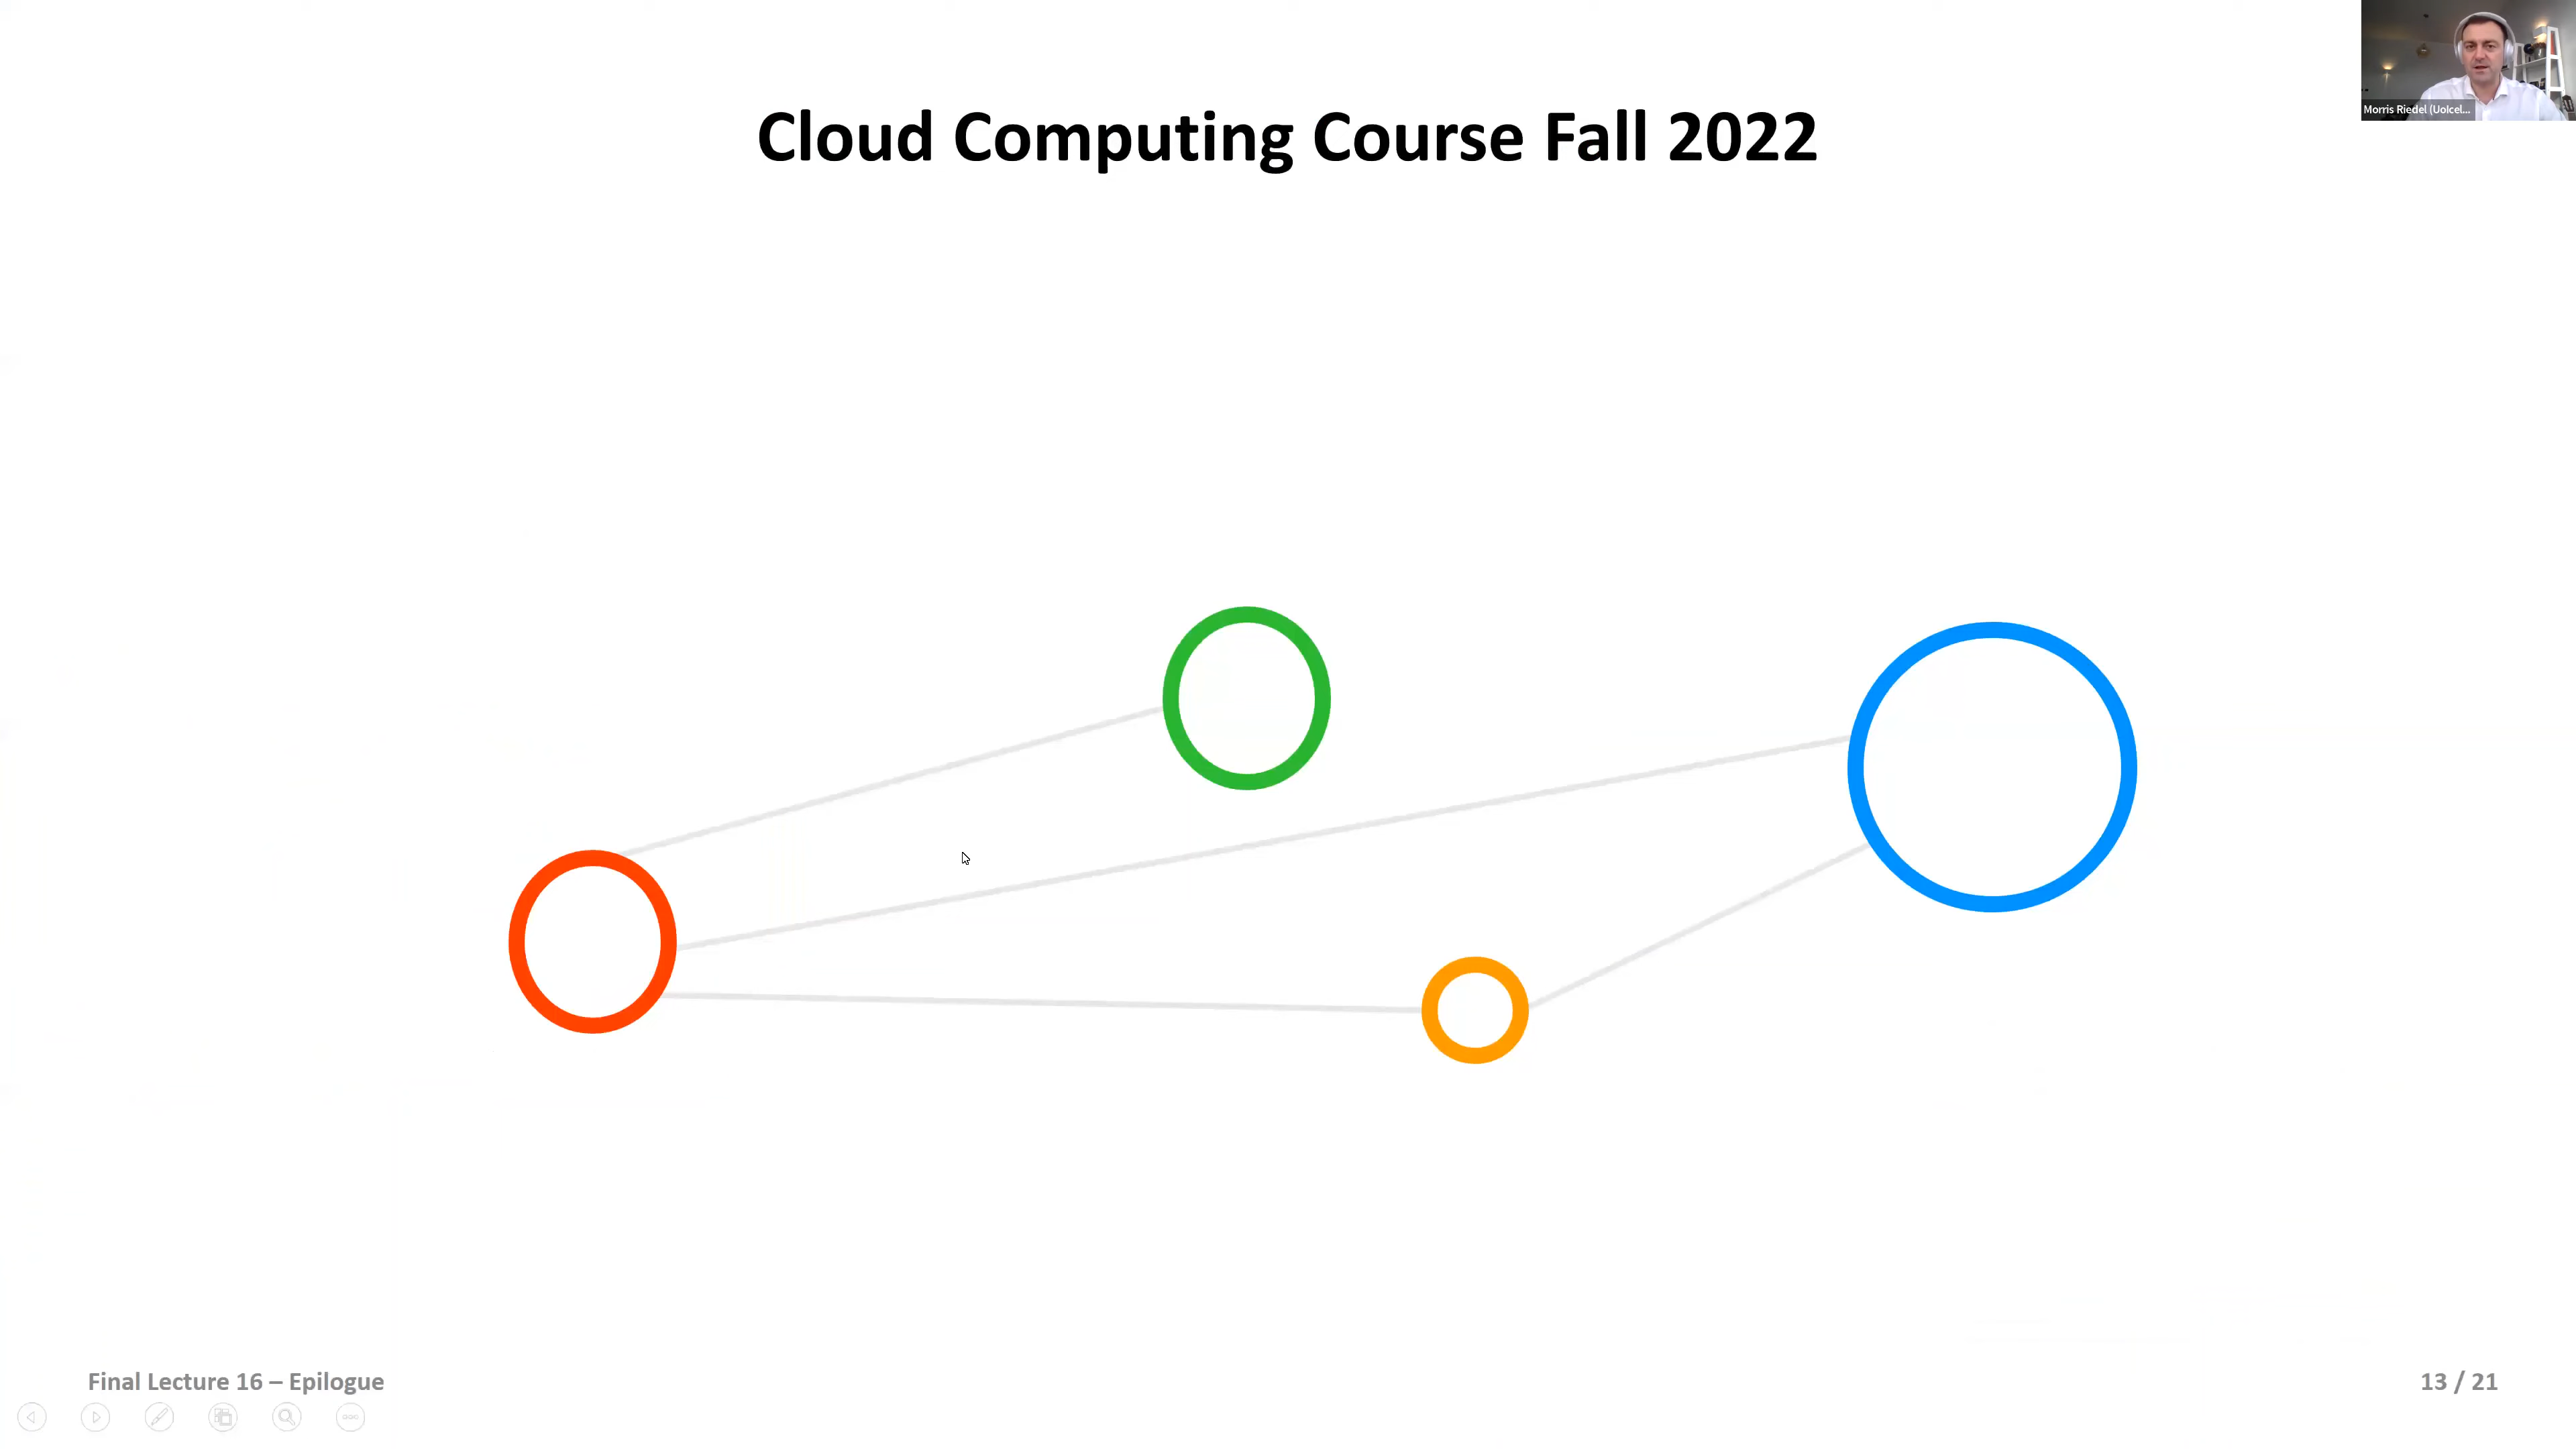 Morris Riedel (UoIcel...
Cloud Computing Course Fall 2022
Final Lecture 16 – Epilogue
13 / 21